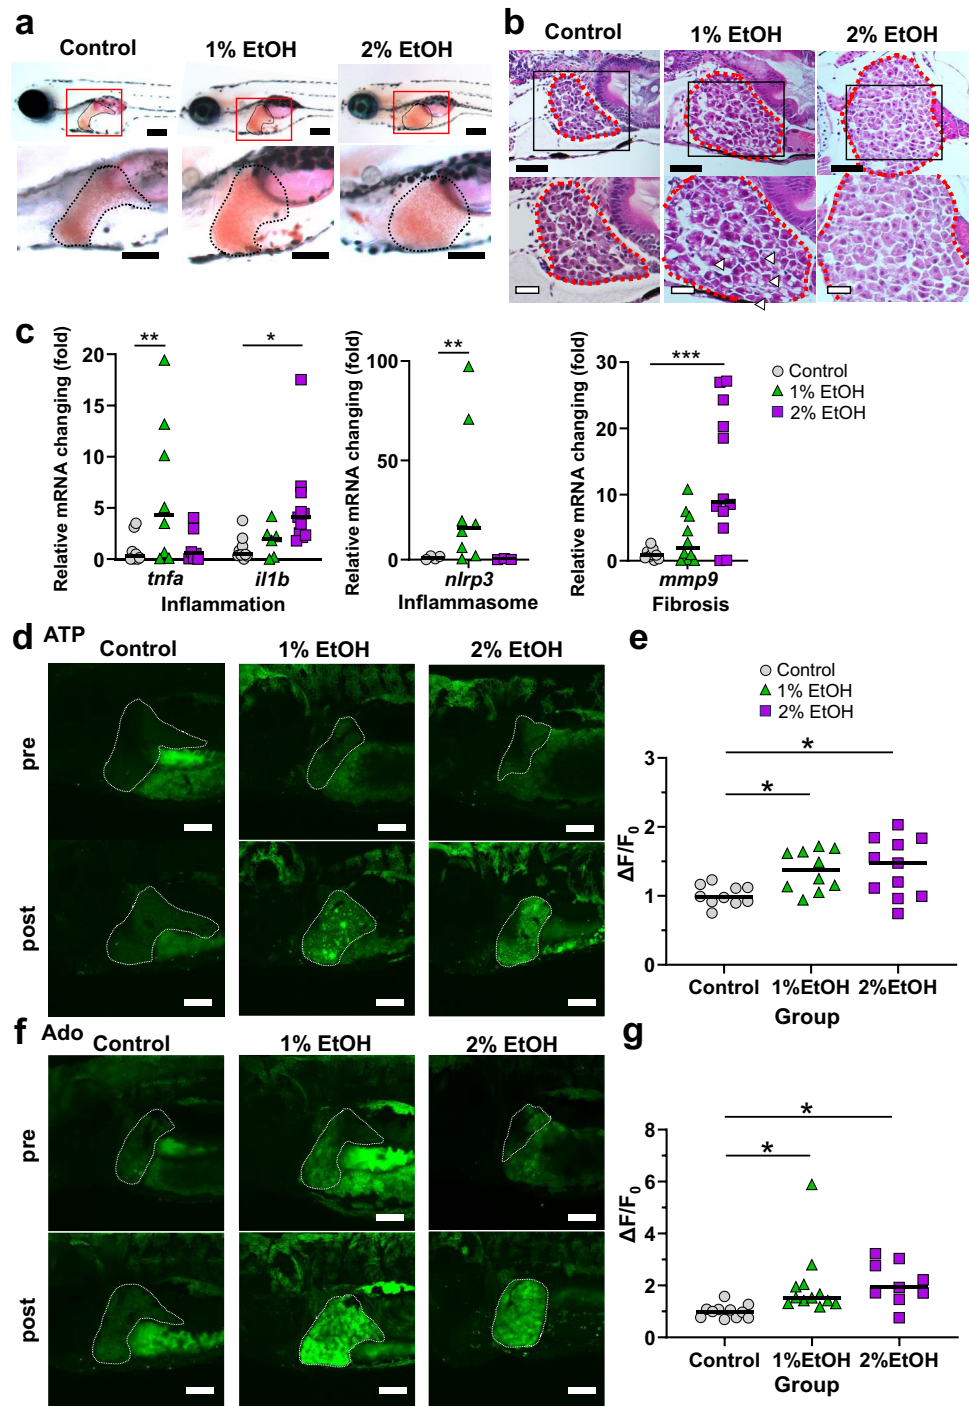 a
Control
1% EtOH
2% EtOH
b
Control
1% EtOH
2% EtOH
c
Relative mRNA changing (fold)
20
15
10
5
0
**
*
tnfa
il1b
Inflammation
Relative mRNA changing (fold)
100
50
0
**
nlrp3
Inflammasome
Relative mRNA changing (fold)
30
20
10
0
***
mmp9
Fibrosis
Control
1% EtOH
2% EtOH
d ATP
Control
1% EtOH
2% EtOH
pre
post
e
Control
1% EtOH
2% EtOH
ΔF/F0
3
2
1
0
*
*
Control
1%EtOH
2%EtOH
Group
f Ado
Control
1% EtOH
2% EtOH
pre
post
g
ΔF/F0
8
6
4
2
0
*
*
Control
1%EtOH
2%EtOH
Group